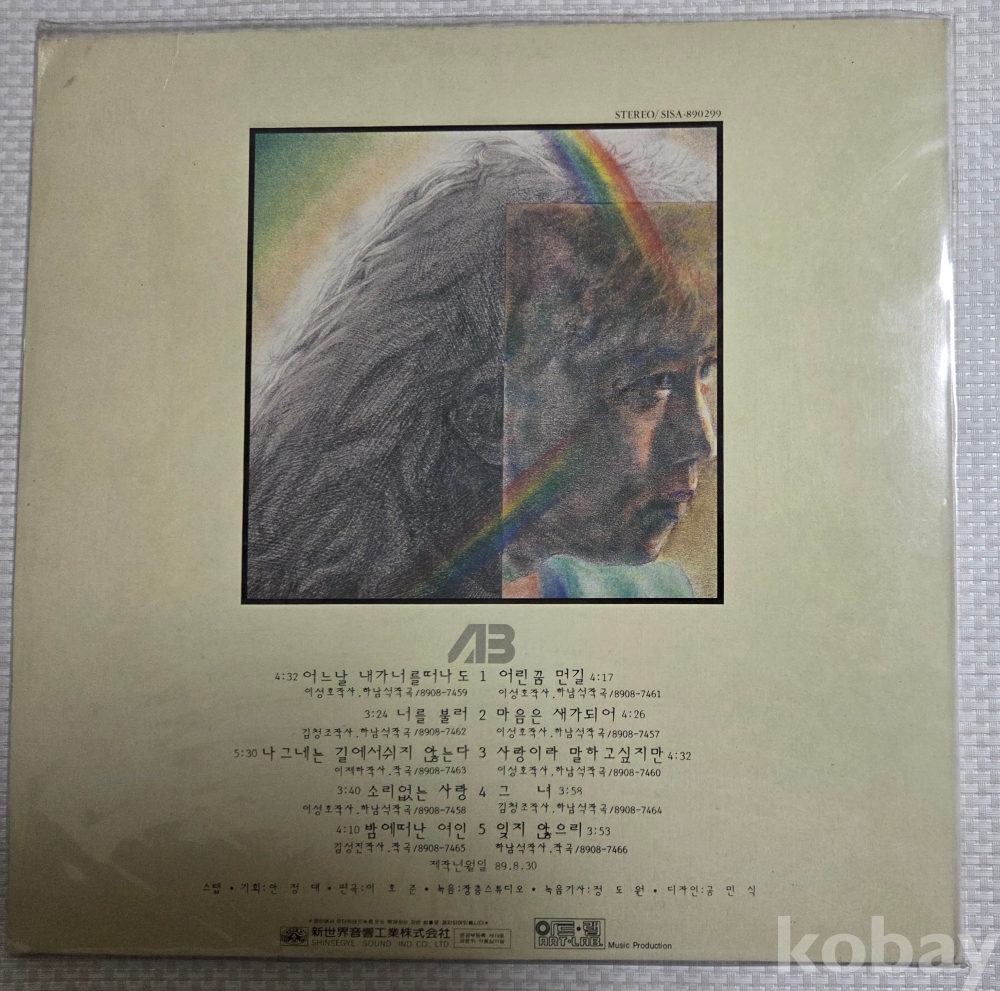 STEREO/SISA-890299
AB
4:32 어느날 내가너를떠나도 1 어린꿈 먼길 4:17
이성호작사.하남석작곡/8908-7459 이성호작사.하남석작곡/8908-7461
3:24 너를 불러 2 마음은 새가되어 4:26
김청조작사.하남석작곡/8908-7462 이성호작사.하남석작곡/8908-7457
5:30 나그네는 길에서쉬지 않는다 3 사랑이라 말하고싶지만 4:32
이제하작사.작곡/8908-7463 이성호작사.하남석작곡/8908-7460
3:40 소리없는 사랑 4 그 녀 3:58
이성호작사.하남석작곡/8908-7458 김청조작사.하남석작곡/8908-7464
4:10 밤에떠난 여인 5 잊지 않으리 3:53
김성진작사.작곡/8908-7465 하남석작사.작곡/8908-7466
제작년월일 89.8.30
스텝•기획:안 정 대•편곡:이 호 준•녹음:장충스튜디오•녹음기사:정 도 원•디자인:공 민 식
新世界音響工業株式会社
SHINSEGYE SOUND IND CO., LTD
아트·랩
ART·LAB. Music Production
kobay